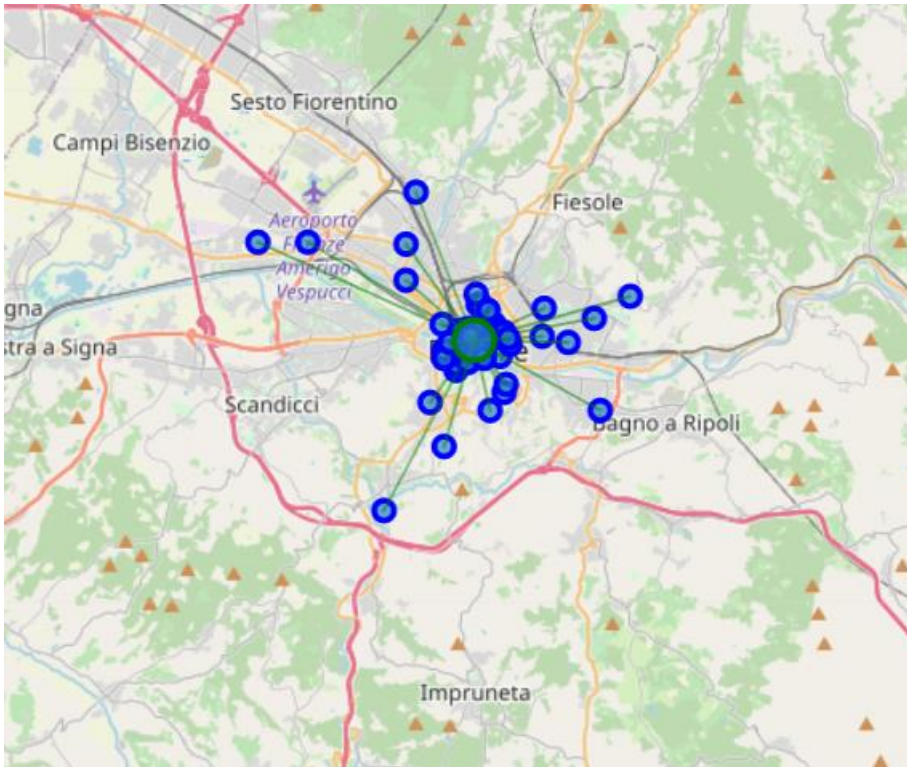 Sesto Fiorentino
Campi Bisenzio
Fiesole
Aeroporto
Firenze
Amerigo
Vespucci
gna
stra a Signa
Scandicci
Bagno a Ripoli
Impruneta